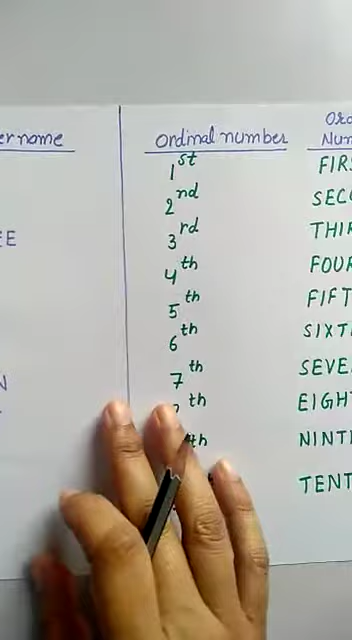 er name
EE
N
ordinal number
1st
2nd
3rd
4th
5th
6th
7th
th
th
Ord
Num
FIRS
SECO
THIR
FOUR
FIFT
SIXT
SEVE
EIGHT
NINT
TENT